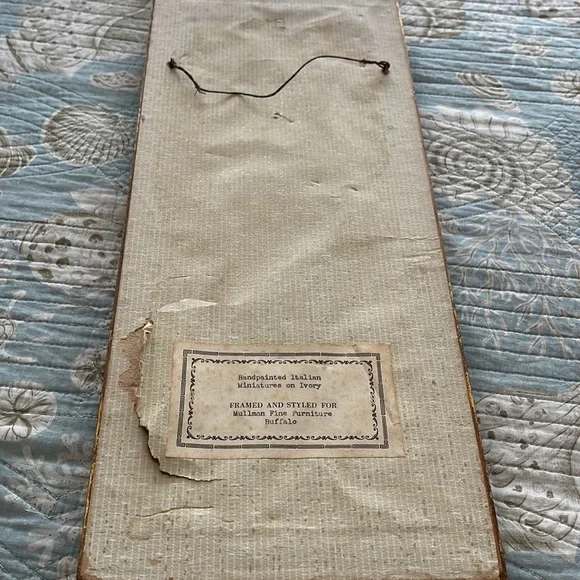 Handpainted Italian
Miniatures on Ivory
FRAMED AND STYLED FOR
Mullman Fine Furniture
Buffalo